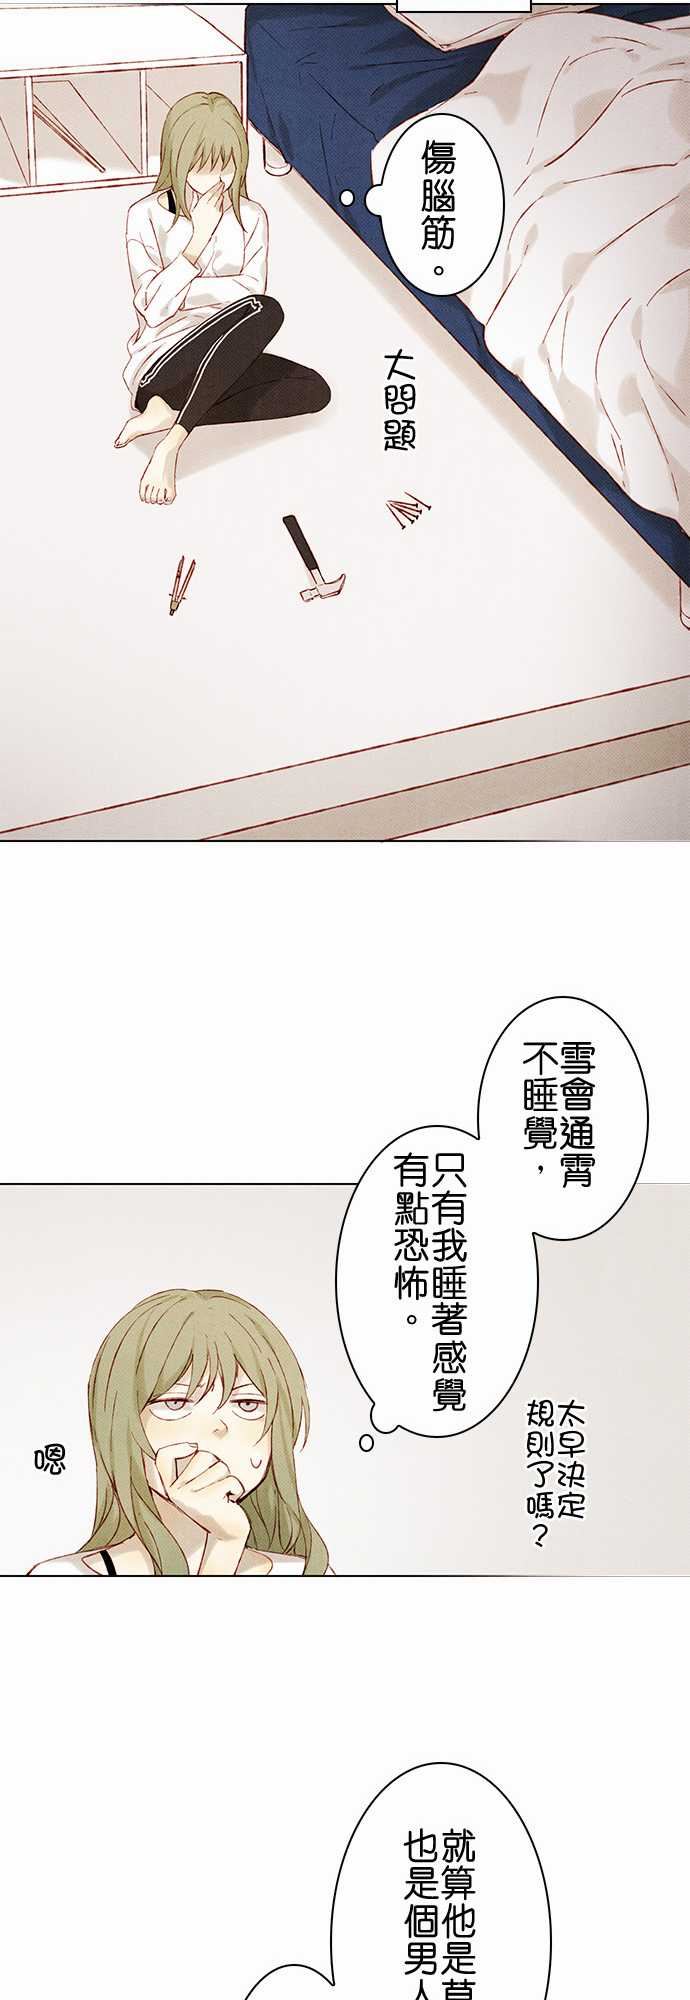 傷腦筋。
大問題
雪會通霄
不睡覺，
只有我睡著感覺
有點恐怖。
太早決定
規則了嗎？
嗯
就算他是草
也是個男人